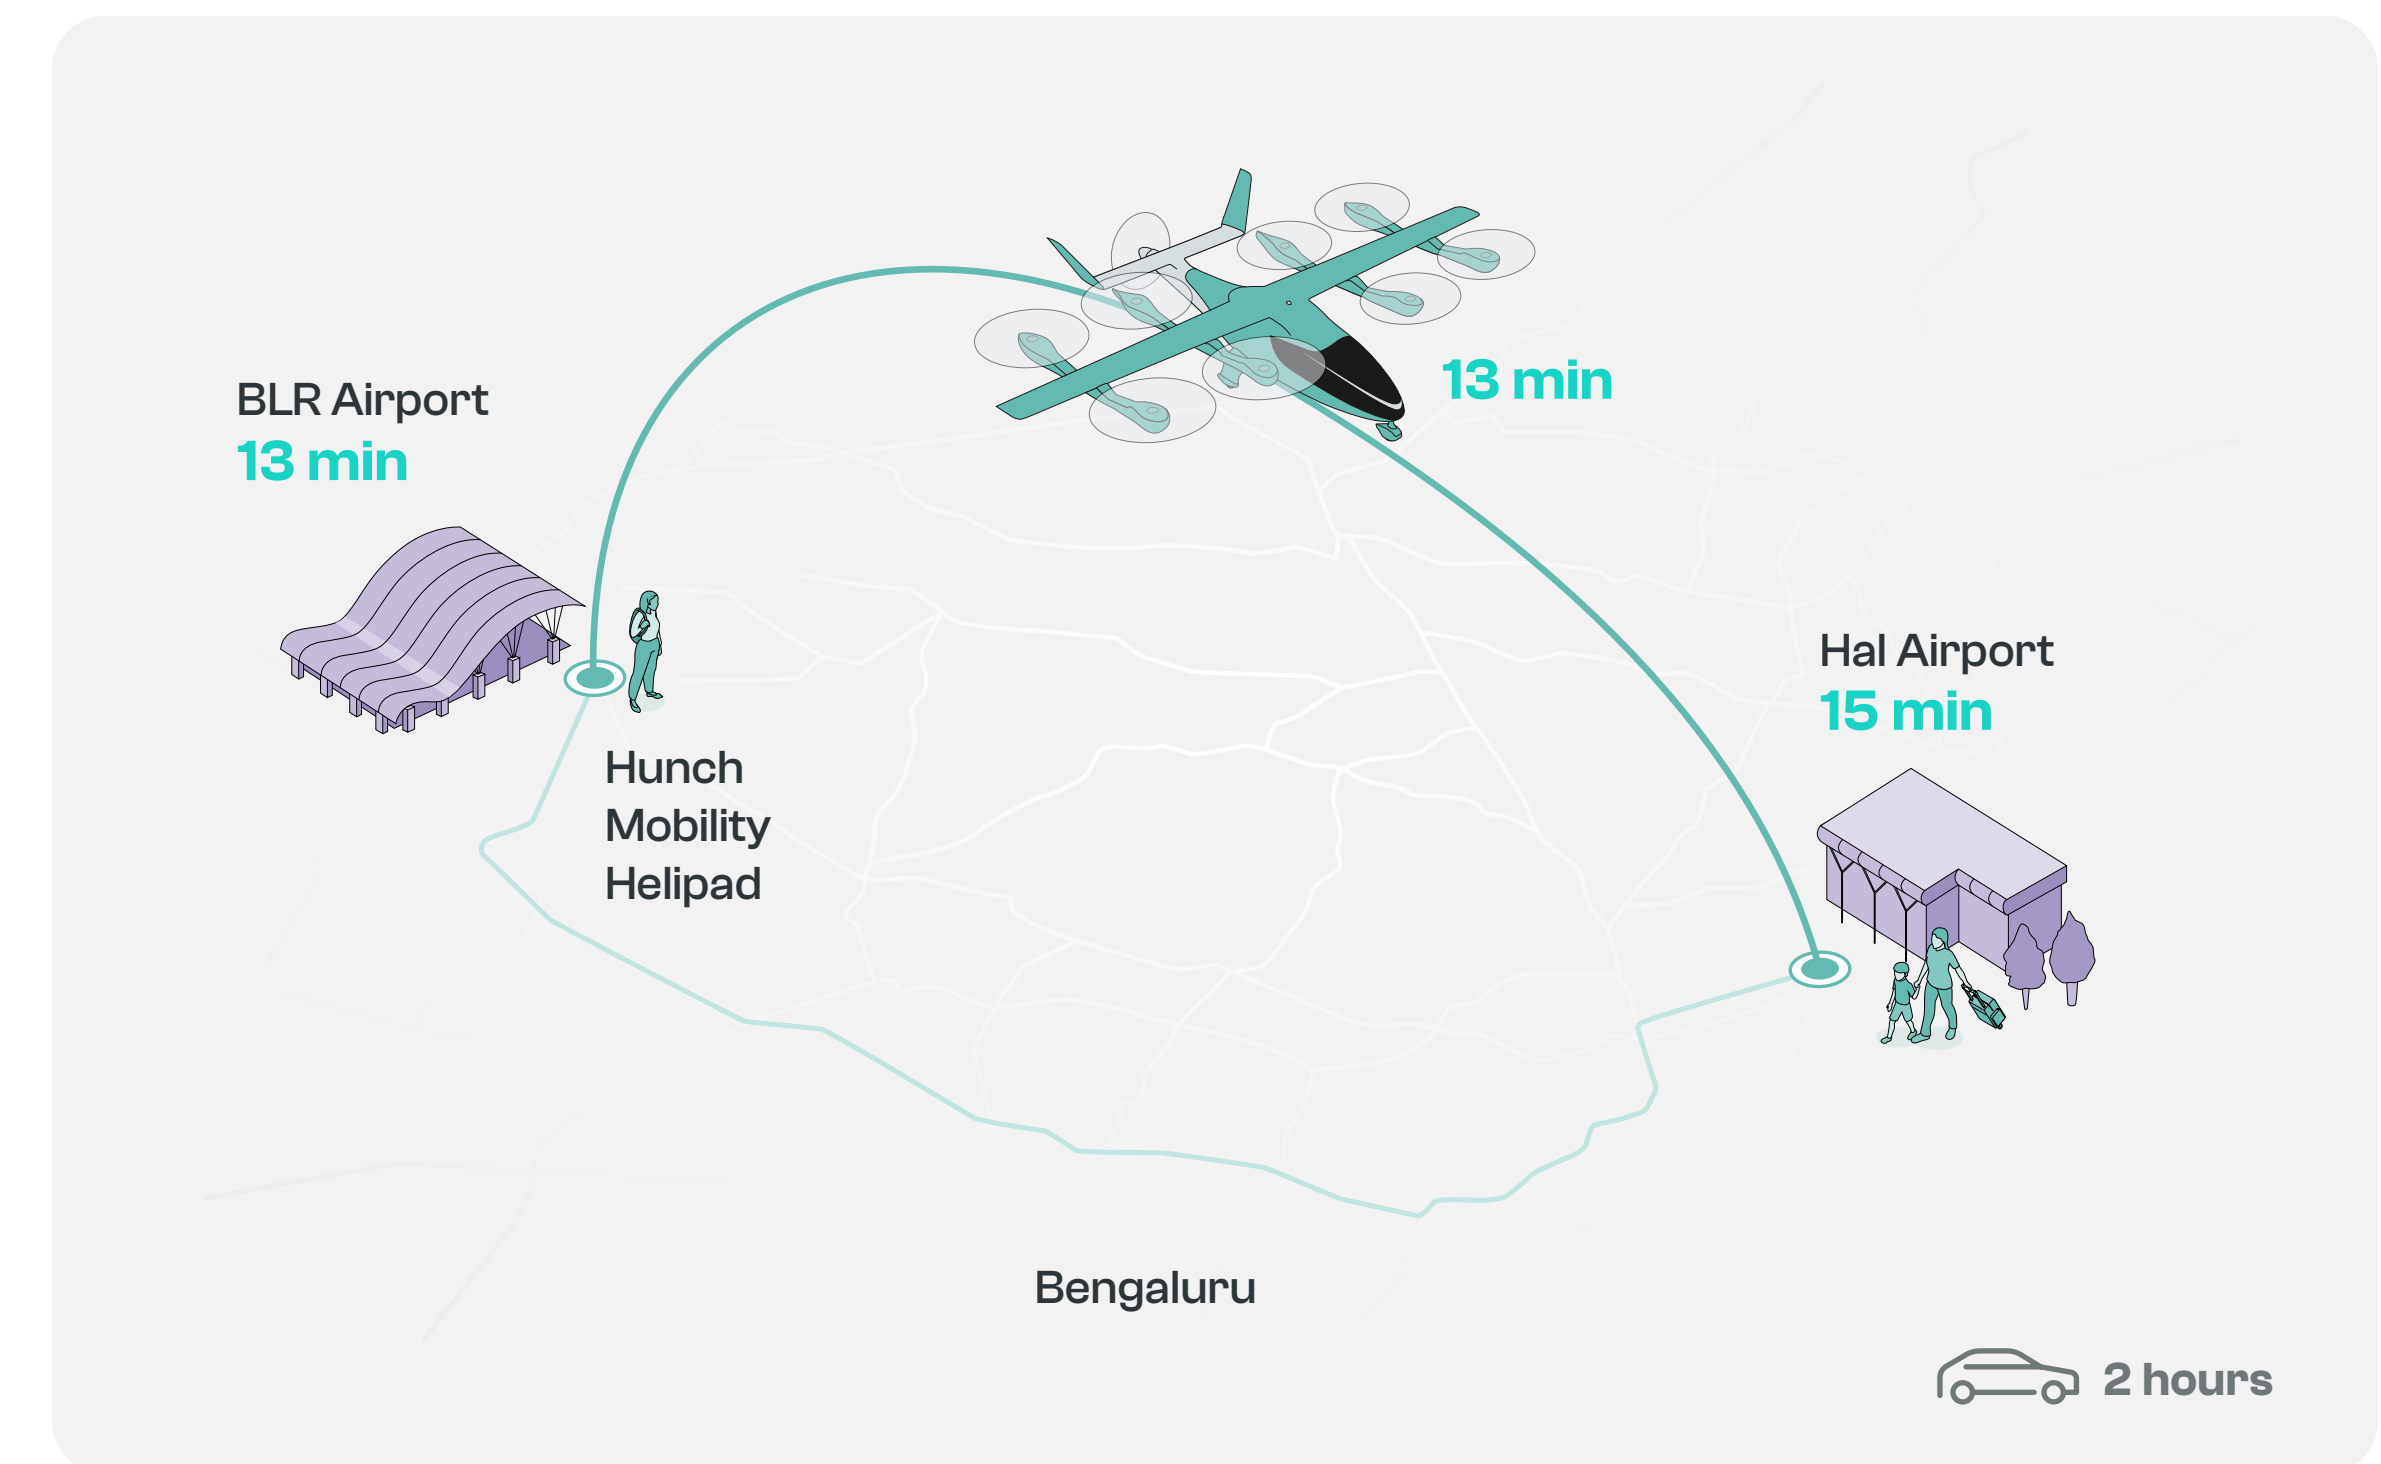 BLR Airport
13 min
13 min
Hunch
Mobility
Helipad
Hal Airport
15 min
Bengaluru
2 hours